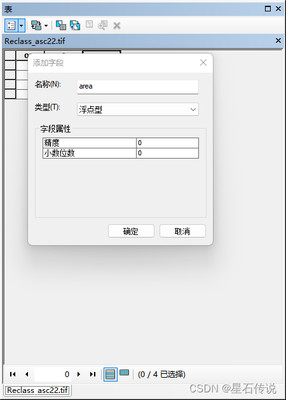 表
Reclass_asc22.tif
添加字段
名称(N):
area
类型(T):
浮点型
字段属性
精度 0
小数位数 0
确定 取消
0
(0 / 4 已选择)
Reclass_asc22.tif
CSDN @星石传说